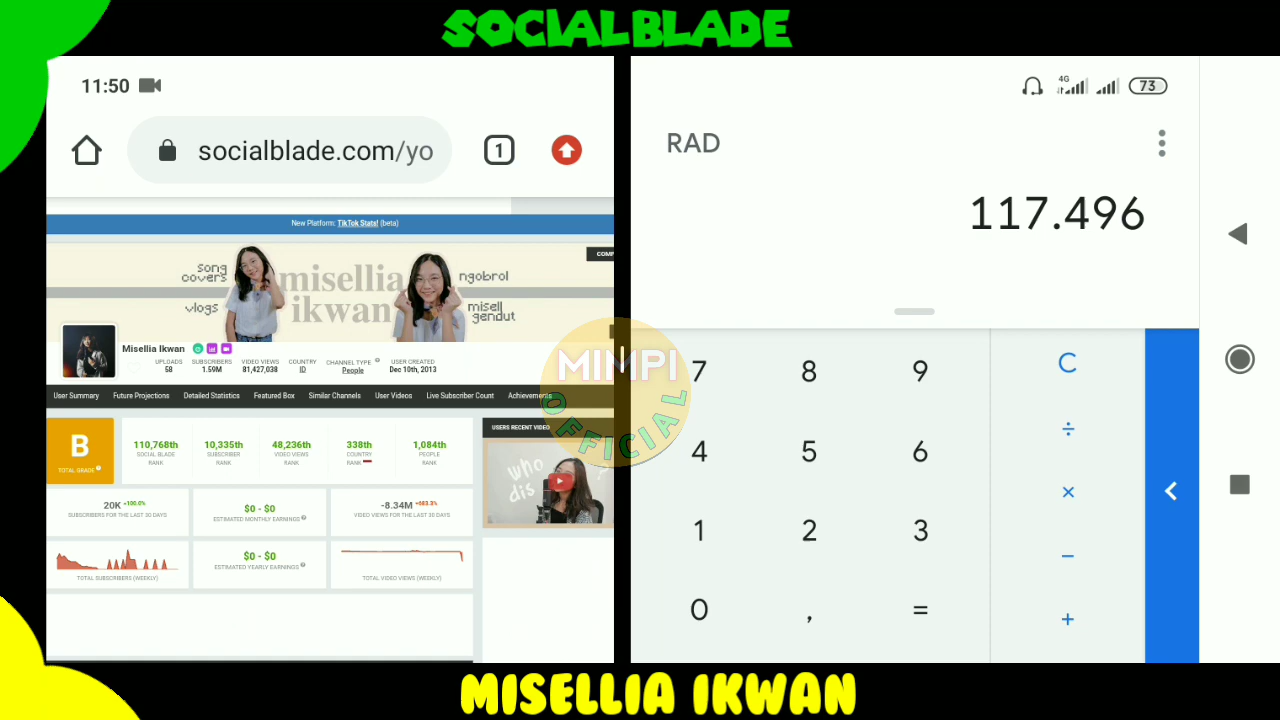 SOCIALBLADE
11:50
socialblade.com/yo
1
New Platform: TikTok Stats! (beta)
song
covers
vlogs
misellia
ikwan
ngobrol
misell
gendut
COMP
Misellia Ikwan
UPLOADS
58
SUBSCRIBERS
1.59M
VIDEO VIEWS
81,427,038
COUNTRY
ID
CHANNEL TYPE
People
USER CREATED
Dec 10th, 2013
User Summary
Future Projections
Detailed Statistics
Featured Box
Similar Channels
User Videos
Live Subscriber Count
Achievements
B
TOTAL GRADE
110,768th
SOCIAL BLADE
RANK
10,335th
SUBSCRIBER
RANK
48,236th
VIDEO VIEWS
RANK
338th
COUNTRY
RANK
1,084th
PEOPLE
RANK
USERS RECENT VIDEO
who
dis
?
20K +100.0%
SUBSCRIBERS FOR THE LAST 30 DAYS
$0 - $0
ESTIMATED MONTHLY EARNINGS
-8.34M
VIDEO VIEWS FOR THE LAST 30 DAYS
TOTAL SUBSCRIBERS (WEEKLY)
$0 - $0
ESTIMATED YEARLY EARNINGS
TOTAL VIDEO VIEWS (WEEKLY)
MIMPI
OFFICIAL
4G
73
RAD
117.496
7 8 9
4 5 6
1 2 3
0 , =
C
÷
×
−
+
MISELLIA IKWAN